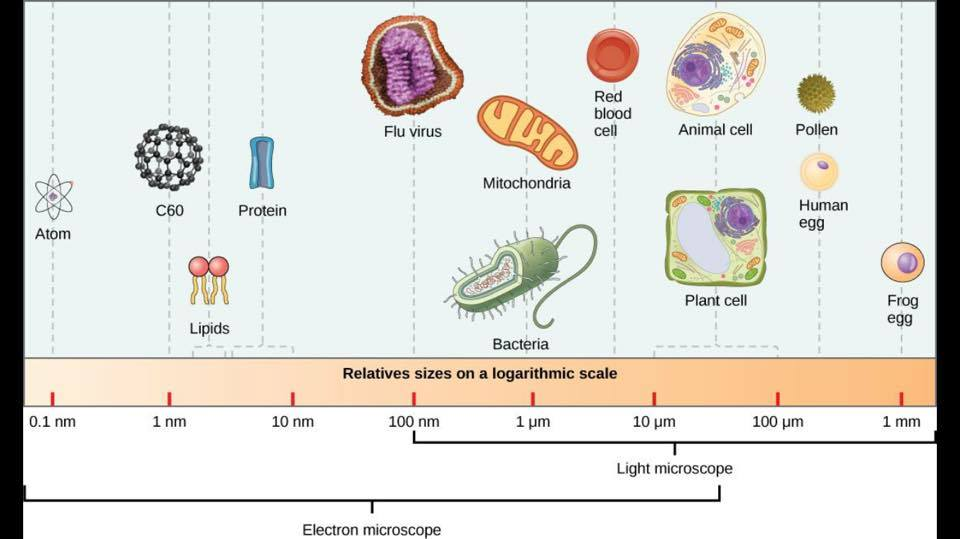 Flu virus
Red
blood
cell
Animal cell
Pollen
Mitochondria
Atom
C60
Protein
Human
egg
Lipids
Bacteria
Plant cell
Frog
egg
Relatives sizes on a logarithmic scale
0.1 nm 1 nm 10 nm 100 nm 1 μm 10 μm 100 μm 1 mm
Light microscope
Electron microscope